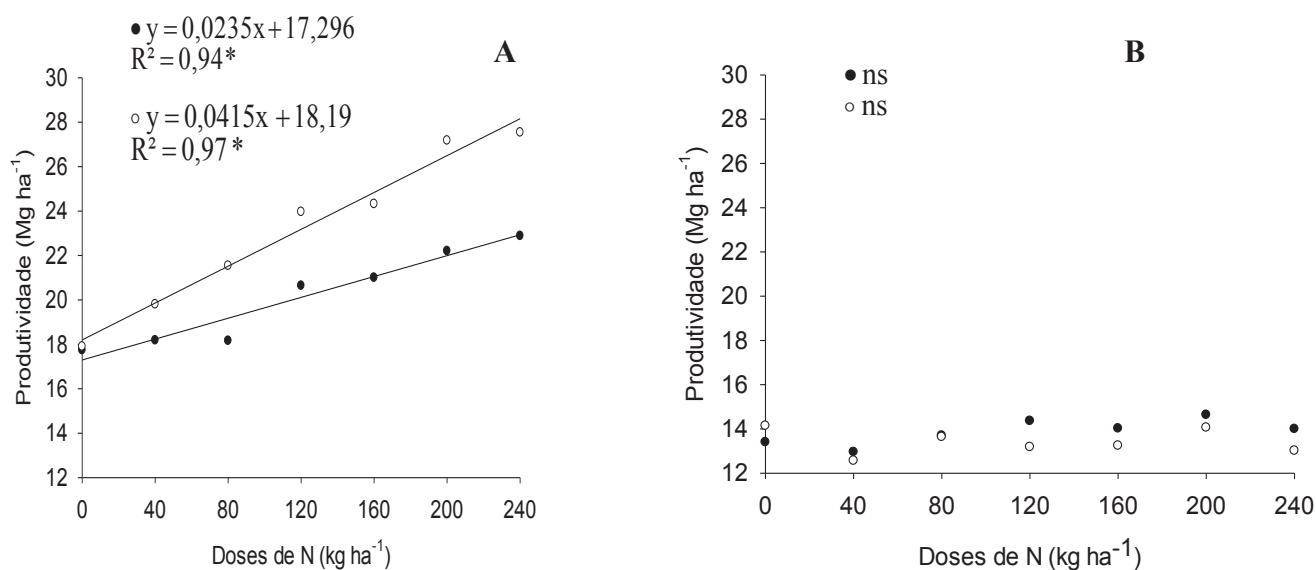 ● y = 0,0235x + 17,296
R² = 0,94*
A
○ y = 0,0415x + 18,19
R² = 0,97*
Produtividade (Mg ha⁻¹)
30
28
26
24
22
20
18
16
14
12
0 40 80 120 160 200 240
Doses de N (kg ha⁻¹)
B
● ns
○ ns
Produtividade (Mg ha⁻¹)
30
28
26
24
22
20
18
16
14
12
0 40 80 120 160 200 240
Doses de N (kg ha⁻¹)